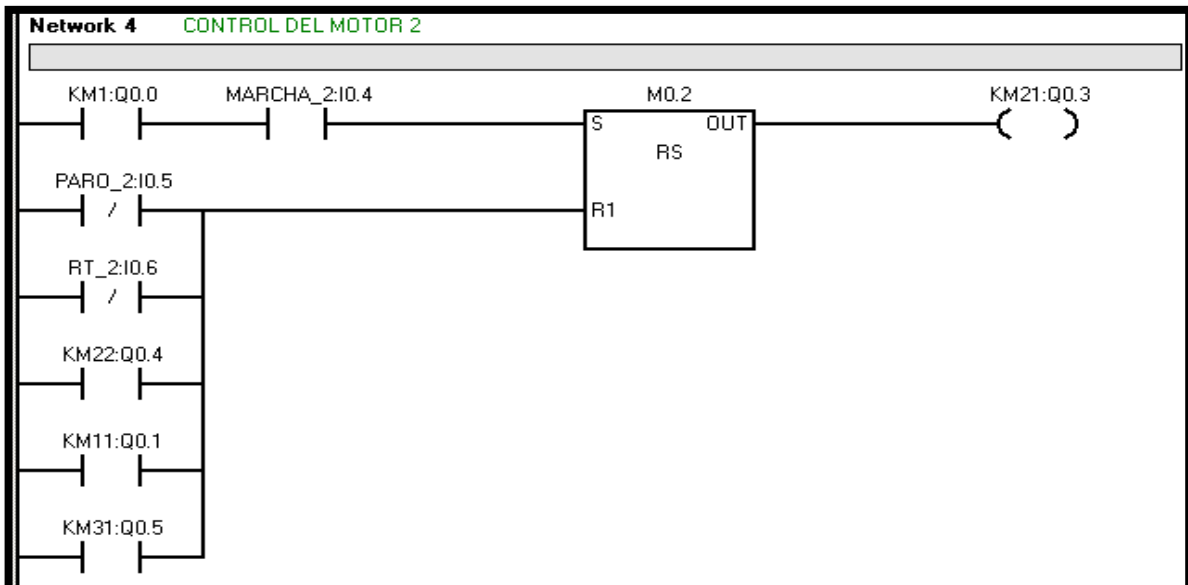 Network 4 CONTROL DEL MOTOR 2
KM1:Q0.0 MARCHA_2:I0.4 M0.2 KM21:Q0.3
S OUT
RS
PARO_2:I0.5
R1
RT_2:I0.6
KM22:Q0.4
KM11:Q0.1
KM31:Q0.5